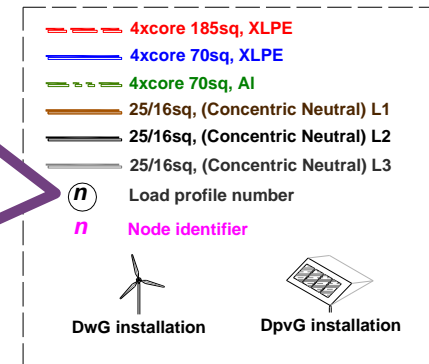 4xcore 185sq, XLPE
4xcore 70sq, XLPE
4xcore 70sq, Al
25/16sq, (Concentric Neutral) L1
25/16sq, (Concentric Neutral) L2
25/16sq, (Concentric Neutral) L3
n Load profile number
n Node identifier
DwG installation DpvG installation